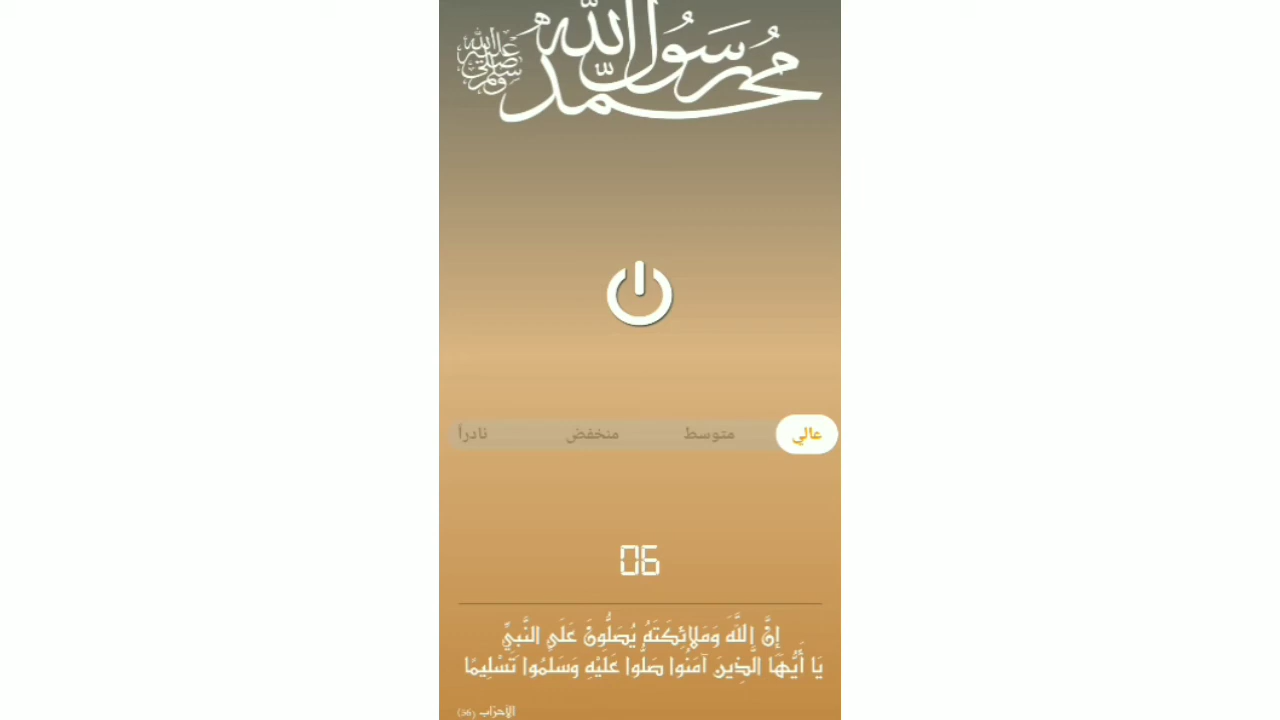 محمد رسول الله
صلى الله عليه وسلم
عالي متوسط منخفض نادراً
06
إِنَّ اللَّهَ وَمَلَائِكَتَهُ يُصَلُّونَ عَلَى النَّبِيِّ
يَا أَيُّهَا الَّذِينَ آمَنُوا صَلُّوا عَلَيْهِ وَسَلِّمُوا تَسْلِيمًا
الأحزاب (56)